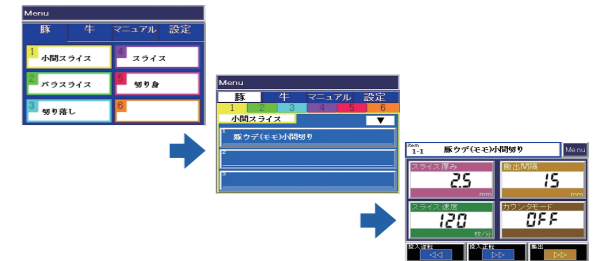 Menu
豚 牛 マニュアル 設定
1 小間スライス
4 スライス
2 バラスライス
5 切り身
3 切り落し
6
Menu
豚 牛 マニュアル 設定
1 2 3 4 5 6
小間スライス ▼
1 豚ウデ(モモ)小間切り
2
3
Item
1-1 豚ウデ(モモ)小間切り Menu
スライス厚み
2.5
mm
搬出間隔
15
mm
スライス速度
120
枚/分
カウンタモード
OFF
投入逆転
投入正転
搬出